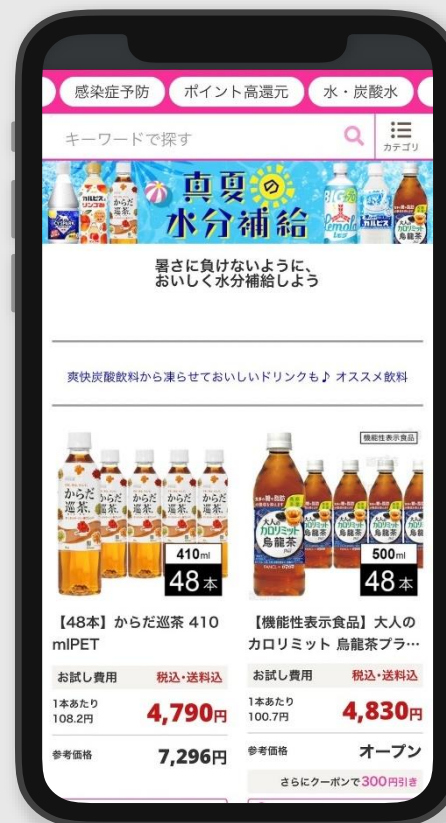 感染症予防
ポイント高還元
水・炭酸水
キーワードで探す
カテゴリ
真夏の
水分補給
暑さに負けないように、
おいしく水分補給しよう
爽快炭酸飲料から凍らせておいしいドリンクも♪ オススメ飲料
からだ
巡茶
410ml
48本
機能性表示食品
大人の
カロリミット
烏龍茶
500ml
48本
【48本】からだ巡茶 410
mlPET
お試し費用 税込・送料込
1本あたり
108.2円
4,790円
参考価格 7,296円
【機能性表示食品】大人の
カロリミット 烏龍茶プラ…
お試し費用 税込・送料込
1本あたり
100.7円
4,830円
参考価格 オープン
さらにクーポンで300円引き